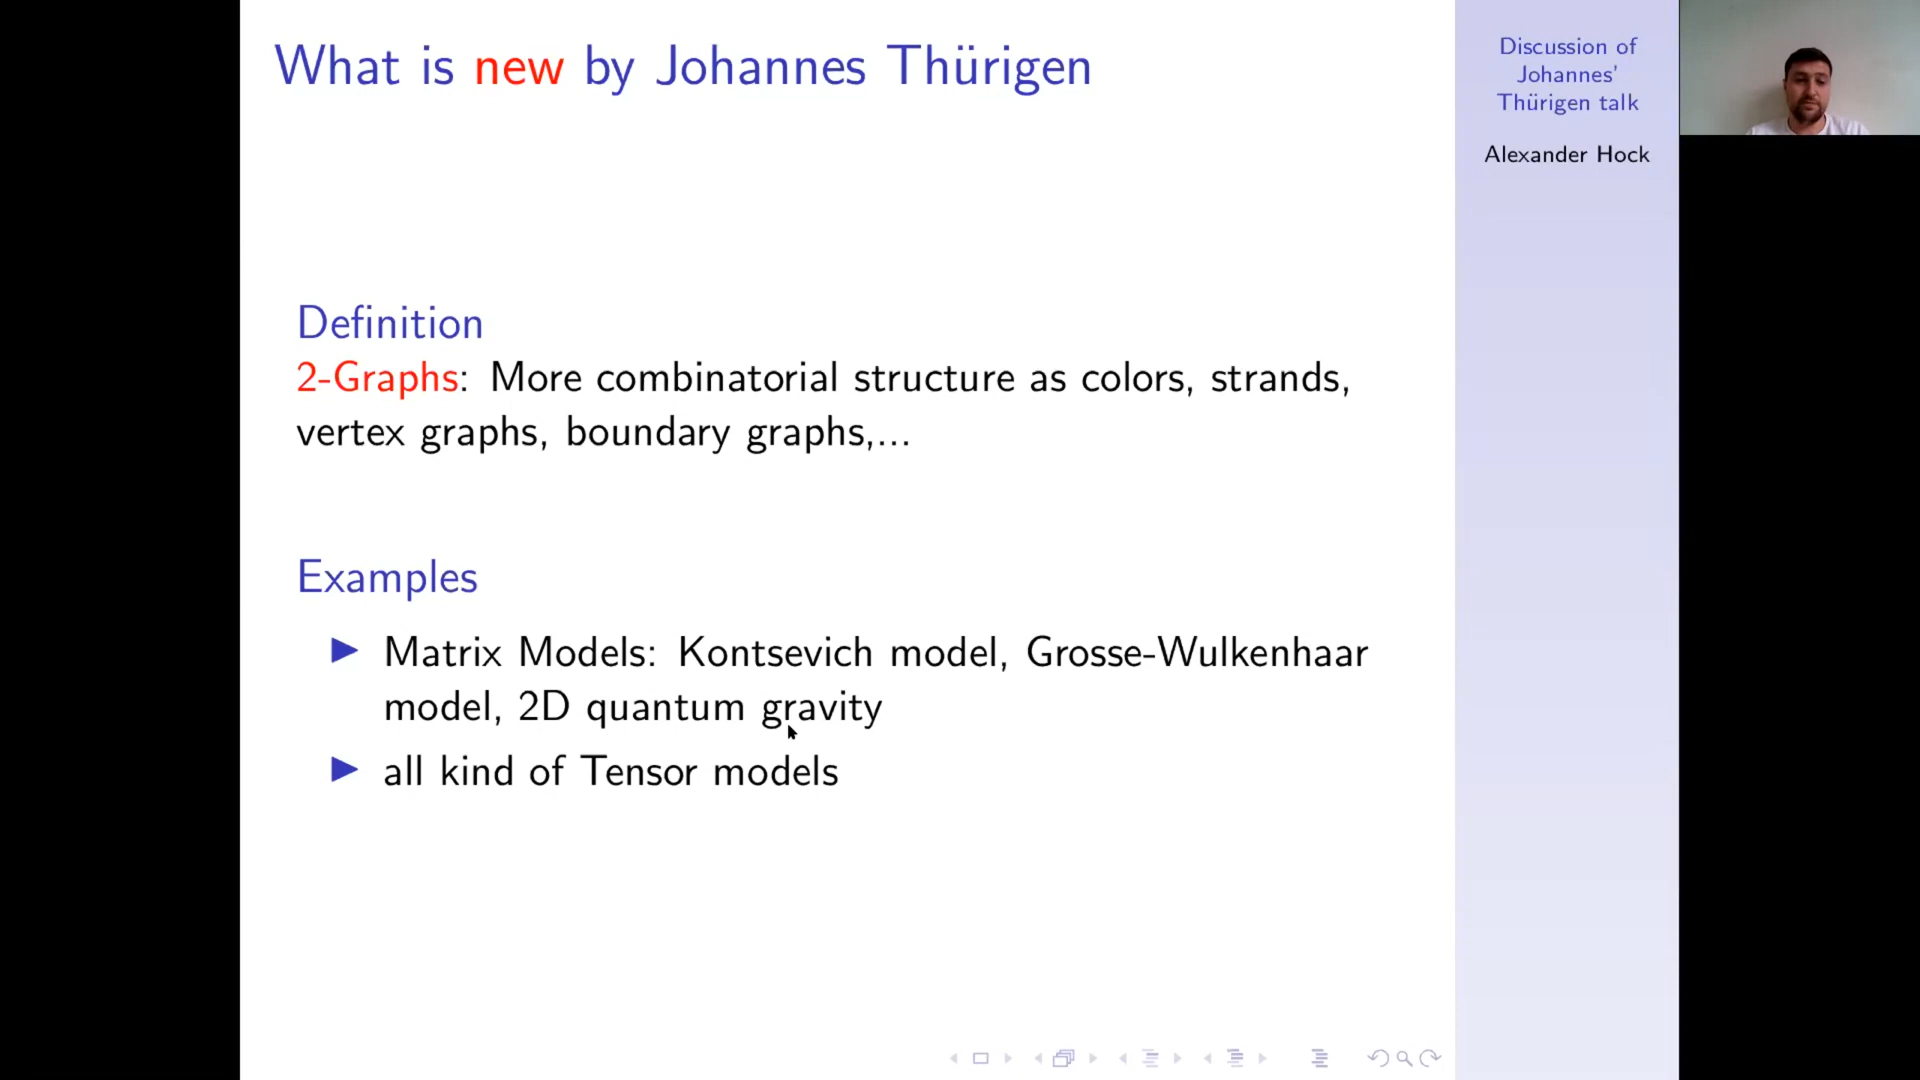 What is new by Johannes Thürigen
Definition
2-Graphs: More combinatorial structure as colors, strands,
vertex graphs, boundary graphs,...
Examples
Matrix Models: Kontsevich model, Grosse-Wulkenhaar
model, 2D quantum gravity
all kind of Tensor models
Discussion of
Johannes'
Thürigen talk
Alexander Hock